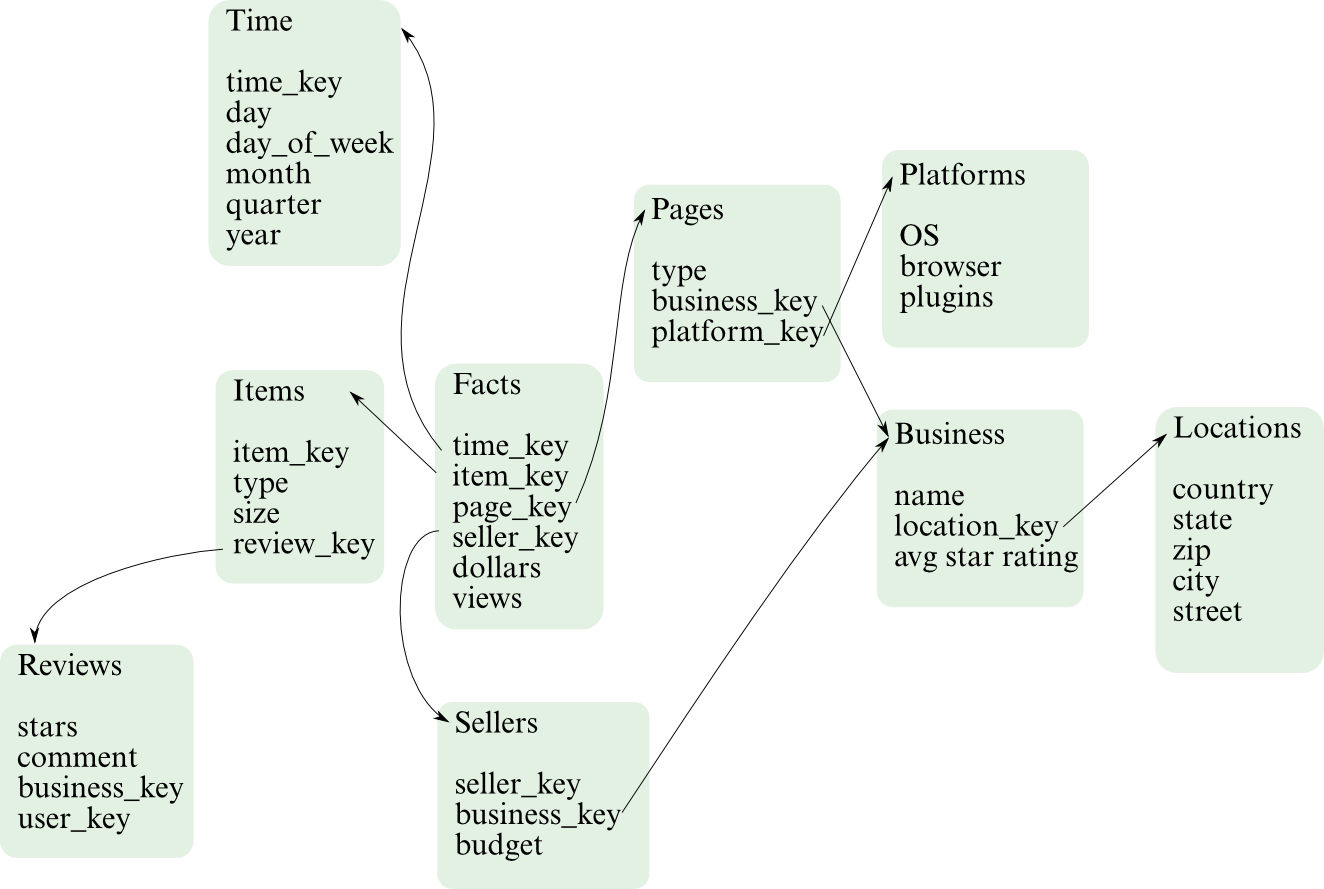 Time
time_key
day
day_of_week
month
quarter
year
Platforms
OS
browser
plugins
Pages
type
business_key
platform_key
Items
item_key
type
size
review_key
Facts
time_key
item_key
page_key
seller_key
dollars
views
Business
name
location_key
avg star rating
Locations
country
state
zip
city
street
Reviews
stars
comment
business_key
user_key
Sellers
seller_key
business_key
budget